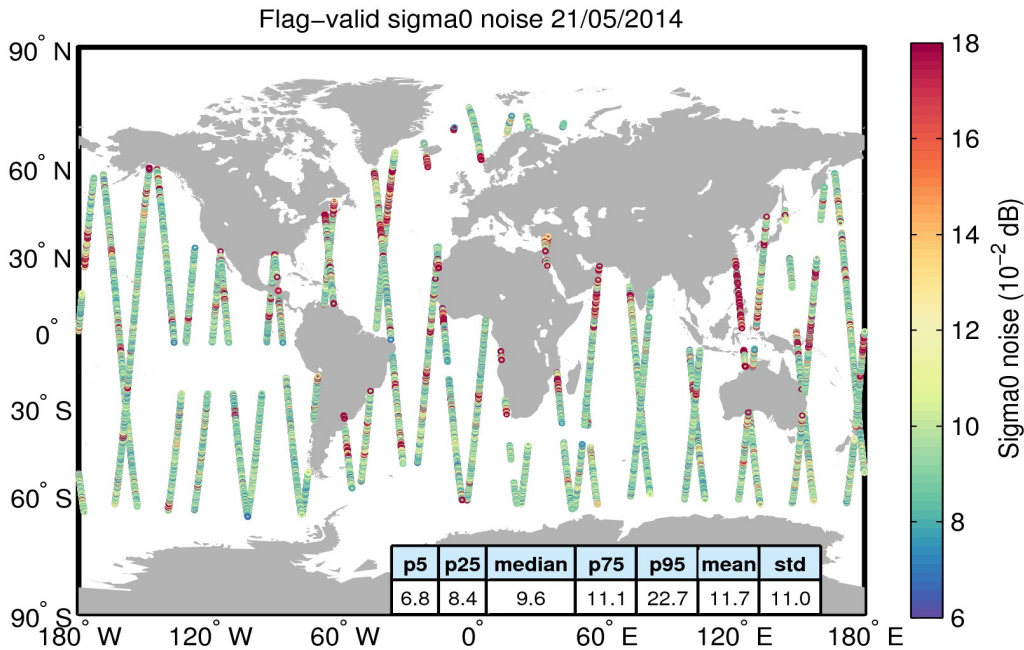 Flag−valid sigma0 noise 21/05/2014
90° N
60° N
30° N
0°
30° S
60° S
90° S
180° W
120° W
60° W
0°
60° E
120° E
180° E
18
16
14
12
10
8
6
Sigma0 noise (10⁻² dB)
p5 p25 median p75 p95 mean std
6.8 8.4 9.6 11.1 22.7 11.7 11.0